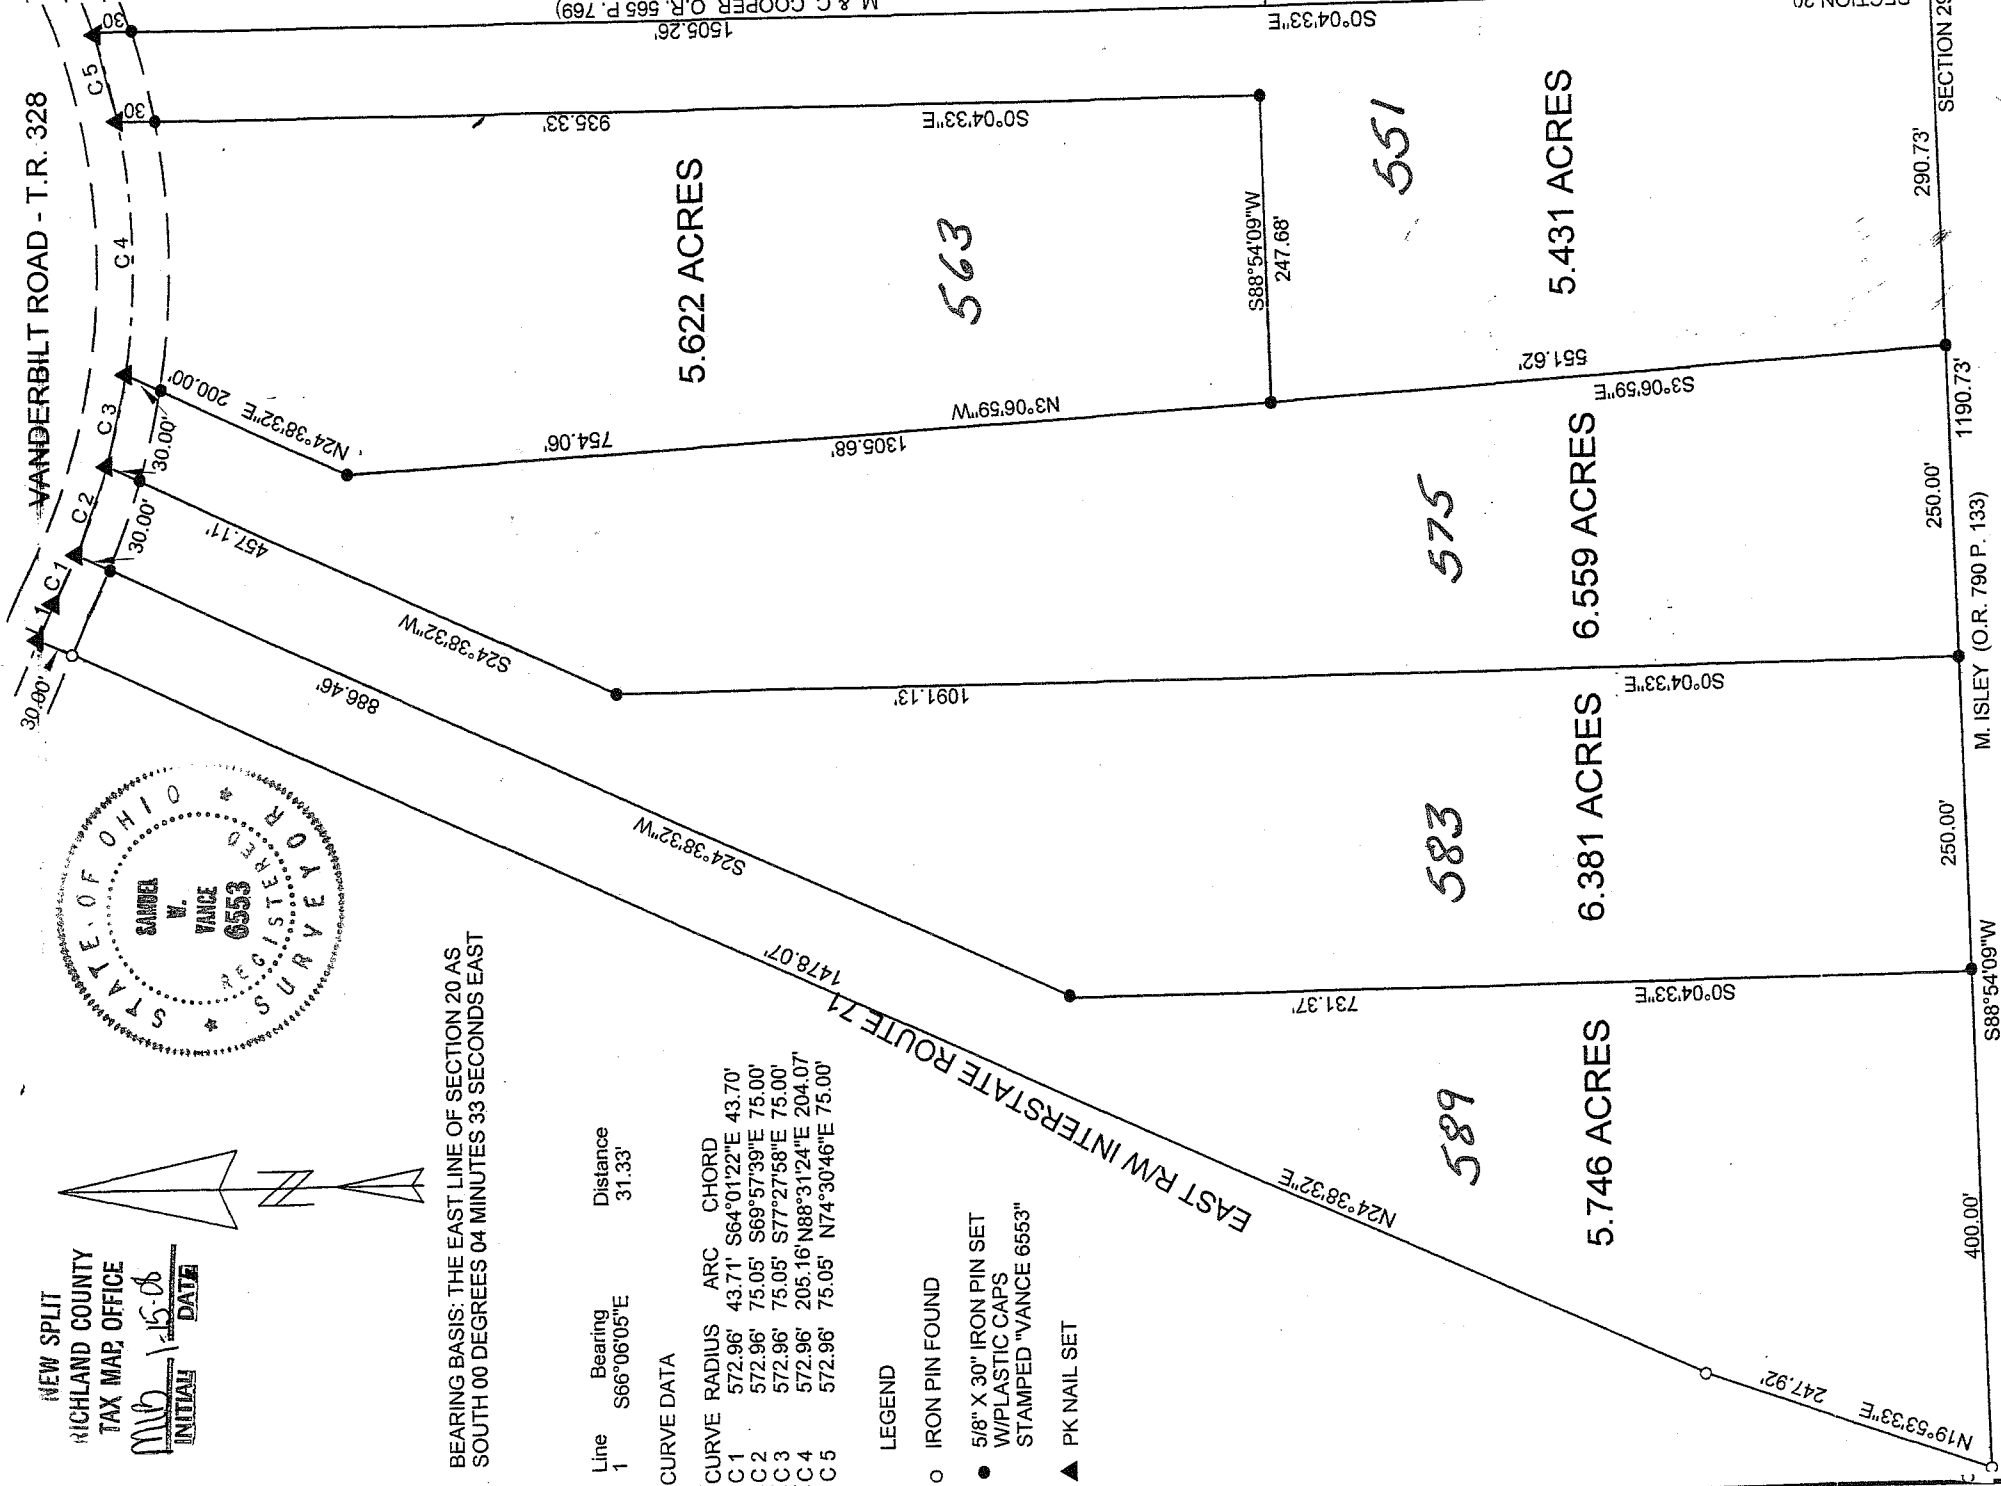 NEW SPLIT
RICHLAND COUNTY
TAX MAP OFFICE
MB 1-15-08
INITIAL DATE
STATE OF OHIO
SAMUEL
W.
VANCE
6553
REGISTERED
SURVEYOR
BEARING BASIS: THE EAST LINE OF SECTION 20 AS
SOUTH 00 DEGREES 04 MINUTES 33 SECONDS EAST
Line Bearing Distance
1 S66°06'05"E 31.33'
CURVE DATA
CURVE RADIUS ARC CHORD
C 1 572.96' 43.71' S64°01'22"E 43.70'
C 2 572.96' 75.05' S69°57'39"E 75.00'
C 3 572.96' 75.05' S77°27'58"E 75.00'
C 4 572.96' 205.16' N88°31'24"E 204.07'
C 5 572.96' 75.05' N74°30'46"E 75.00'
LEGEND
IRON PIN FOUND
5/8" X 30" IRON PIN SET
W/PLASTIC CAPS
STAMPED "VANCE 6553"
PK NAIL SET
VANDERBILT ROAD - T.R. 328
30.00'
1
C 1
C 2
C 3
C 4
C 5
30.00'
30.00'
30
30
886.46'
S24°38'32"W
457.11'
S24°38'32"W
N24°38'32"E 200.00'
935.33'
S0°04'33"E
1505.26'
M & C COOPER O.R. 565 P. 769)
S0°04'33"E
5.622 ACRES
563
754.06'
1305.68'
N3°06'59"W
S88°54'09"W
247.68'
551
5.431 ACRES
551.62'
S3°06'59"E
1091.13'
S0°04'33"E
575
6.559 ACRES
583
6.381 ACRES
731.37'
S0°04'33"E
589
5.746 ACRES
1478.07'
EAST R/W INTERSTATE ROUTE 71
N24°38'32"E
247.92'
N19°53'33"E
400.00'
S88°54'09"W
250.00'
M. ISLEY (O.R. 790 P. 133)
250.00'
1190.73'
290.73'
SECTION 29
SECTION 20